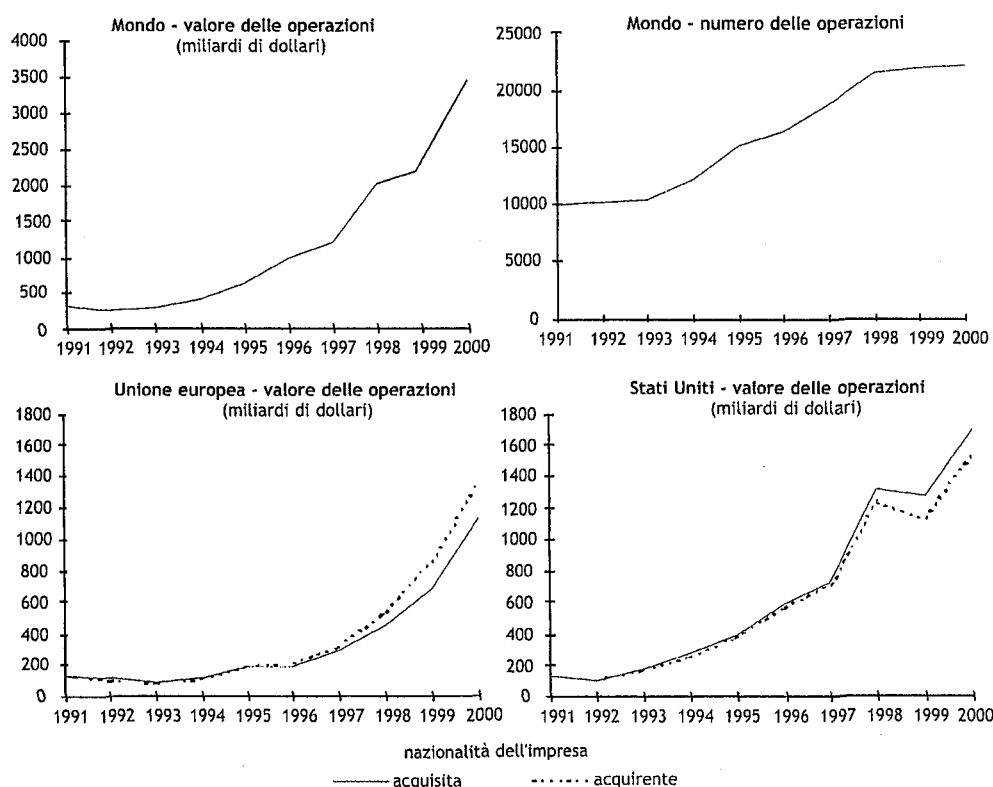 Mondo - valore delle operazioni
(miliardi di dollari)
4000
3500
3000
2500
2000
1500
1000
500
0
1991 1992 1993 1994 1995 1996 1997 1998 1999 2000
Mondo - numero delle operazioni
25000
20000
15000
10000
5000
0
1991 1992 1993 1994 1995 1996 1997 1998 1999 2000
Unione europea - valore delle operazioni
(miliardi di dollari)
1800
1600
1400
1200
1000
800
600
400
200
0
1991 1992 1993 1994 1995 1996 1997 1998 1999 2000
Stati Uniti - valore delle operazioni
(miliardi di dollari)
1800
1600
1400
1200
1000
800
600
400
200
0
1991 1992 1993 1994 1995 1996 1997 1998 1999 2000
nazionalità dell'impresa
acquisita acquirente